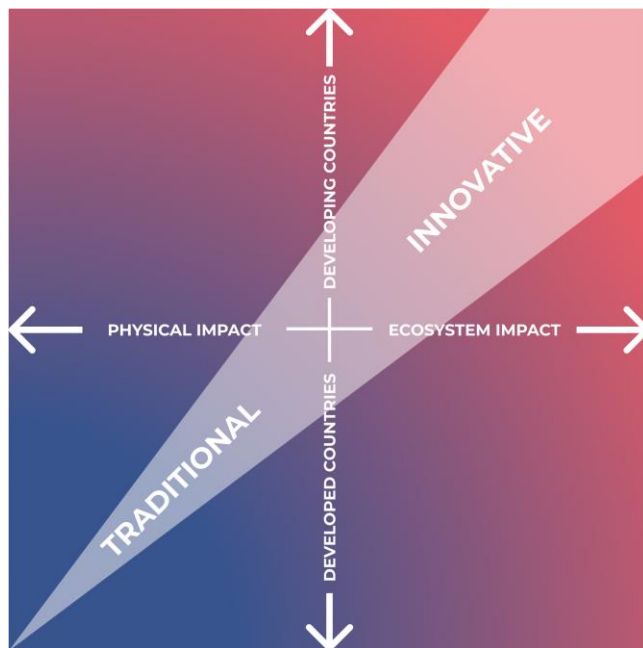 DEVELOPING COUNTRIES
INNOVATIVE
PHYSICAL IMPACT
ECOSYSTEM IMPACT
TRADITIONAL
DEVELOPED COUNTRIES